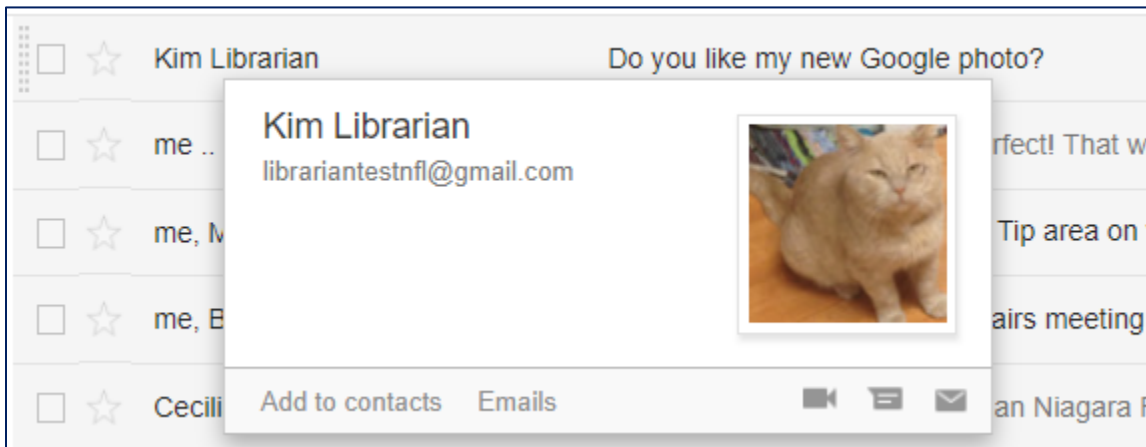 Kim Librarian Do you like my new Google photo?
Kim Librarian
librariantestnfl@gmail.com
me .. rfect! That w
me, M Tip area on
me, B airs meeting
Cecili an Niagara
Add to contacts Emails